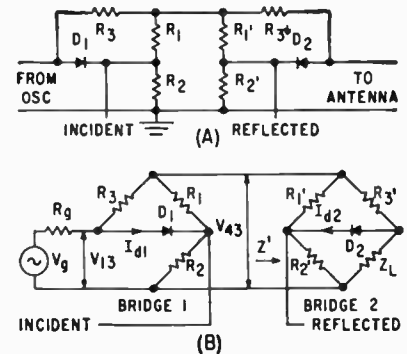 R3 R1 R1' R3'
D1 D2
FROM OSC R2 R2' TO ANTENNA
INCIDENT REFLECTED
(A)
R3 R1 R1' R3'
Rg D1 Id2
Vg V13 Id1 V43 Z' D2
R2 R2' ZL
BRIDGE 1 BRIDGE 2
INCIDENT REFLECTED
(B)